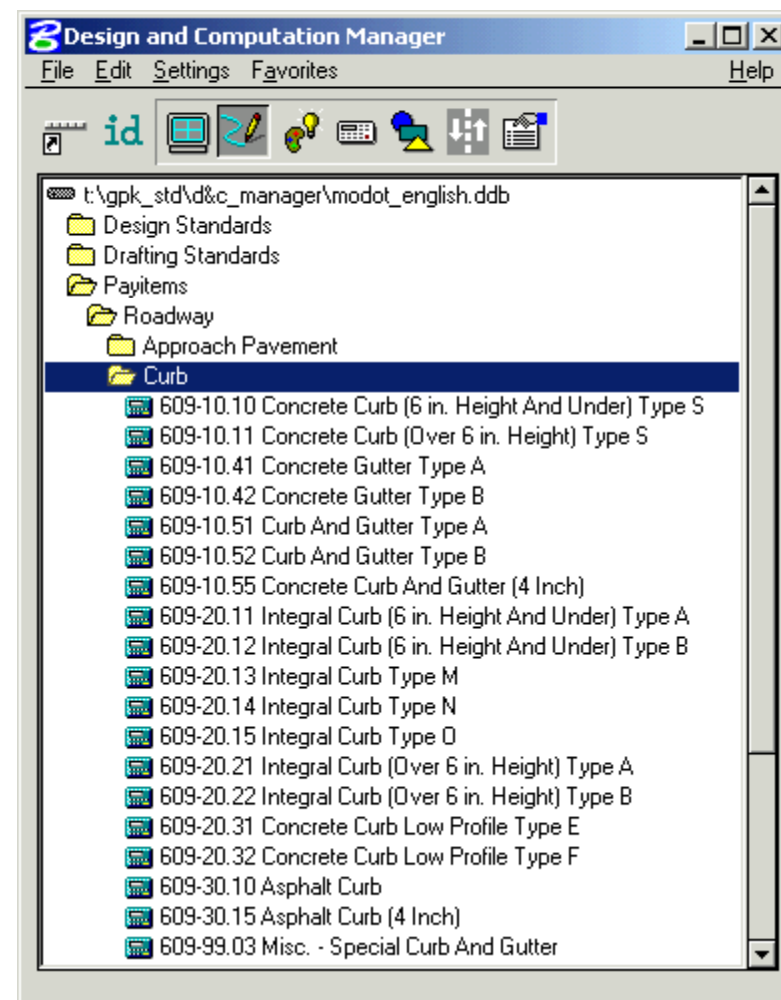 Design and Computation Manager
File Edit Settings Favorites Help
id
t:\gpk_std\d&c_manager\modot_english.ddb
Design Standards
Drafting Standards
Payitems
Roadway
Approach Pavement
Curb
609-10.10 Concrete Curb (6 in. Height And Under) Type S
609-10.11 Concrete Curb (Over 6 in. Height) Type S
609-10.41 Concrete Gutter Type A
609-10.42 Concrete Gutter Type B
609-10.51 Curb And Gutter Type A
609-10.52 Curb And Gutter Type B
609-10.55 Concrete Curb And Gutter (4 Inch)
609-20.11 Integral Curb (6 in. Height And Under) Type A
609-20.12 Integral Curb (6 in. Height And Under) Type B
609-20.13 Integral Curb Type M
609-20.14 Integral Curb Type N
609-20.15 Integral Curb Type O
609-20.21 Integral Curb (Over 6 in. Height) Type A
609-20.22 Integral Curb (Over 6 in. Height) Type B
609-20.31 Concrete Curb Low Profile Type E
609-20.32 Concrete Curb Low Profile Type F
609-30.10 Asphalt Curb
609-30.15 Asphalt Curb (4 Inch)
609-99.03 Misc. - Special Curb And Gutter